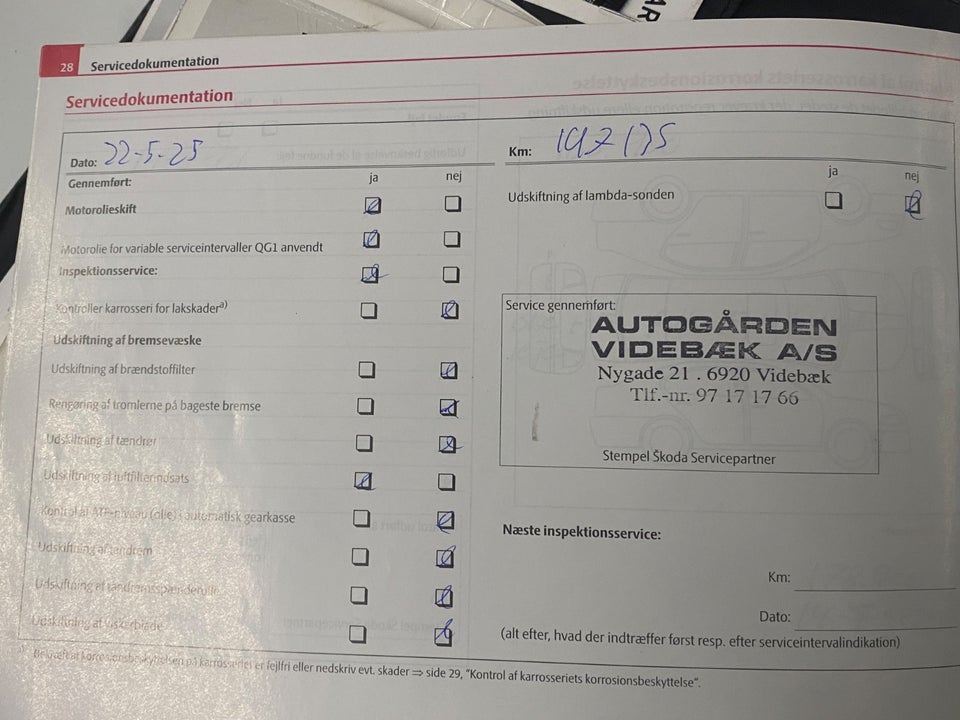 28 Servicedokumentation
Servicedokumentation
Dato: 22-5-25
Gennemført: ja nej
Motorolieskift
Motorolie for variable serviceintervaller QG1 anvendt
Inspektionsservice:
Kontroller karrosseri for lakskader a)
Udskiftning af bremsevæske
Udskiftning af brændstoffilter
Rengøring af tromlerne på bageste bremse
Udskiftning af tændrør
Udskiftning af luftfilterindsats
Kontrol af ATF-niveau (olie) i automatisk gearkasse
Udskiftning af tandrem
Udskiftning af tandremsspænderulle
Udskiftning af viskerblade
Km:
ja nej
Udskiftning af lambda-sonden
Service gennemført:
AUTOGÅRDEN
VIDEBÆK A/S
Nygade 21 . 6920 Videbæk
Tlf.-nr. 97 17 17 66
Stempel Škoda Servicepartner
Næste inspektionsservice:
Km:
Dato:
(alt efter, hvad der indtræffer først resp. efter serviceintervalindikation)
a) Bekræft at korrosionsbeskyttelsen på karrosseriet er fejlfri eller nedskriv evt. skader ⇒ side 29, "Kontrol af karrosseriets korrosionsbeskyttelse".